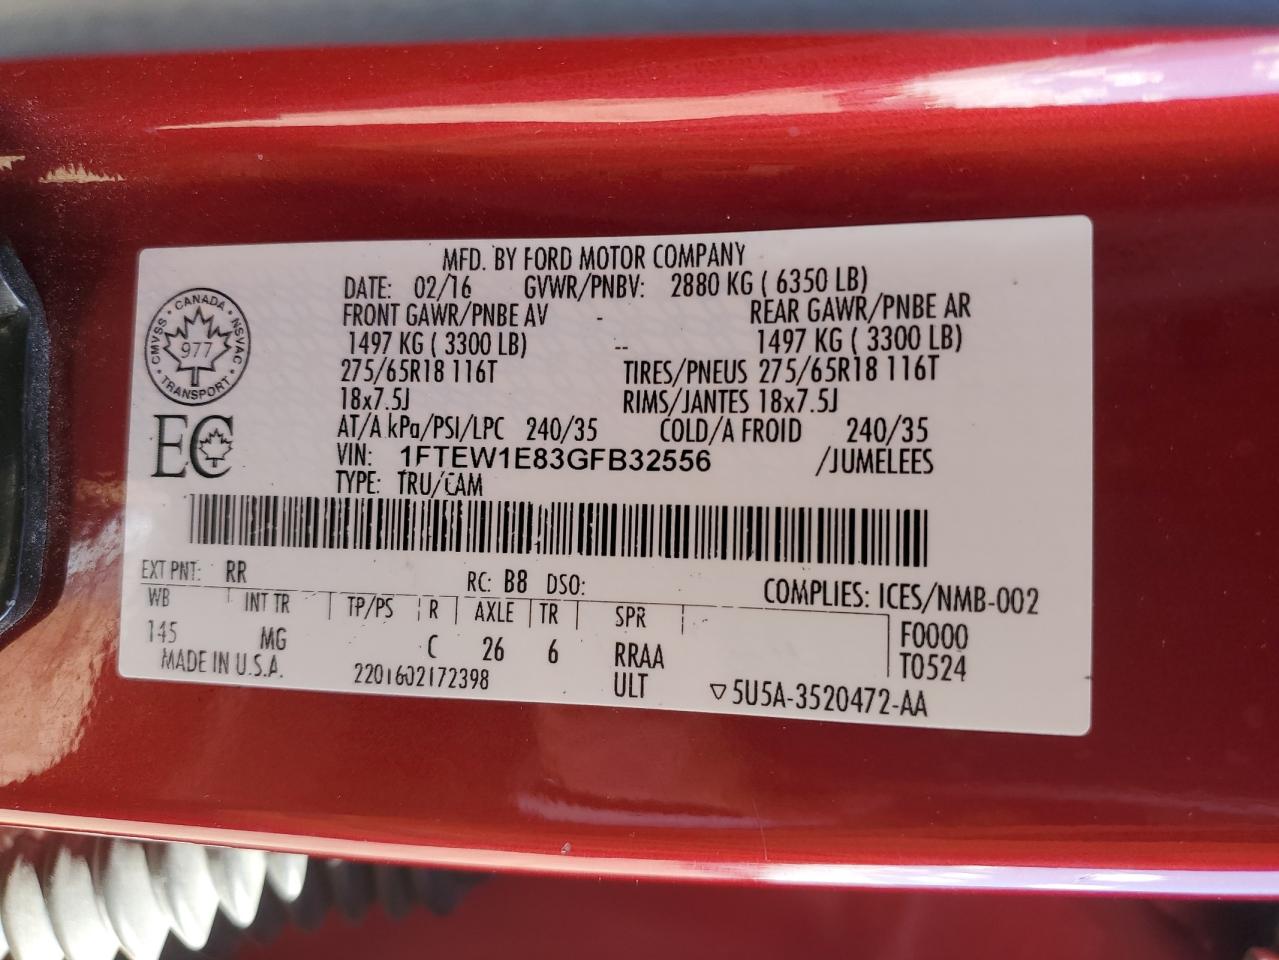 MFD. BY FORD MOTOR COMPANY
DATE: 02/16 GVWR/PNBV: 2880 KG ( 6350 LB)
FRONT GAWR/PNBE AV - REAR GAWR/PNBE AR
1497 KG ( 3300 LB) -- 1497 KG ( 3300 LB)
275/65R18 116T TIRES/PNEUS 275/65R18 116T
18x7.5J RIMS/JANTES 18x7.5J
AT/A kPa/PSI/LPC 240/35 COLD/A FROID 240/35
VIN: 1FTEW1E83GFB32556 /JUMELEES
TYPE: TRU/CAM
CANADA
CMVSS NSVAC
977
TRANSPORT
EC
EXT PNT: RR RC: B8 DSO: COMPLIES: ICES/NMB-002
WB INT TR TP/PS R AXLE TR SPR F0000
145 MG C 26 6 RRAA T0524
MADE IN U.S.A. 2201602172398 ULT ▽5U5A-3520472-AA